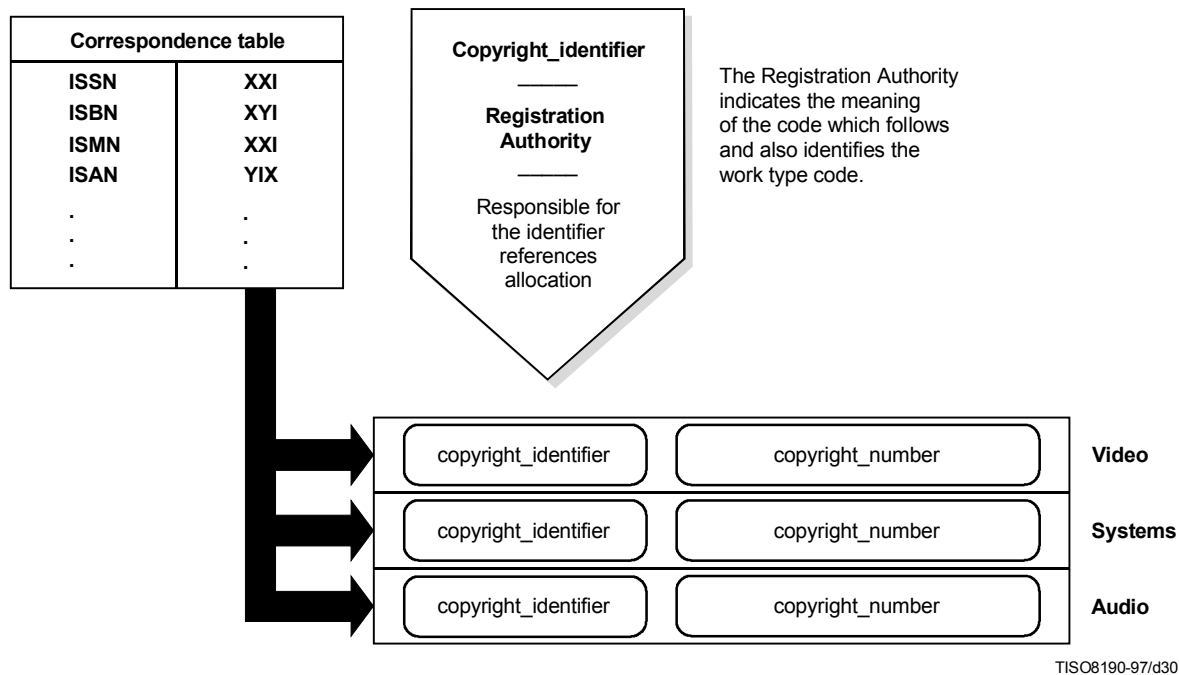 Correspondence table
ISSN XXI
ISBN XYI
ISMN XXI
ISAN YIX
. .
. .
. .
Copyright_identifier
_____
Registration
Authority
_____
Responsible for
the identifier
references
allocation
The Registration Authority
indicates the meaning
of the code which follows
and also identifies the
work type code.
copyright_identifier copyright_number Video
copyright_identifier copyright_number Systems
copyright_identifier copyright_number Audio
TISO8190-97/d30